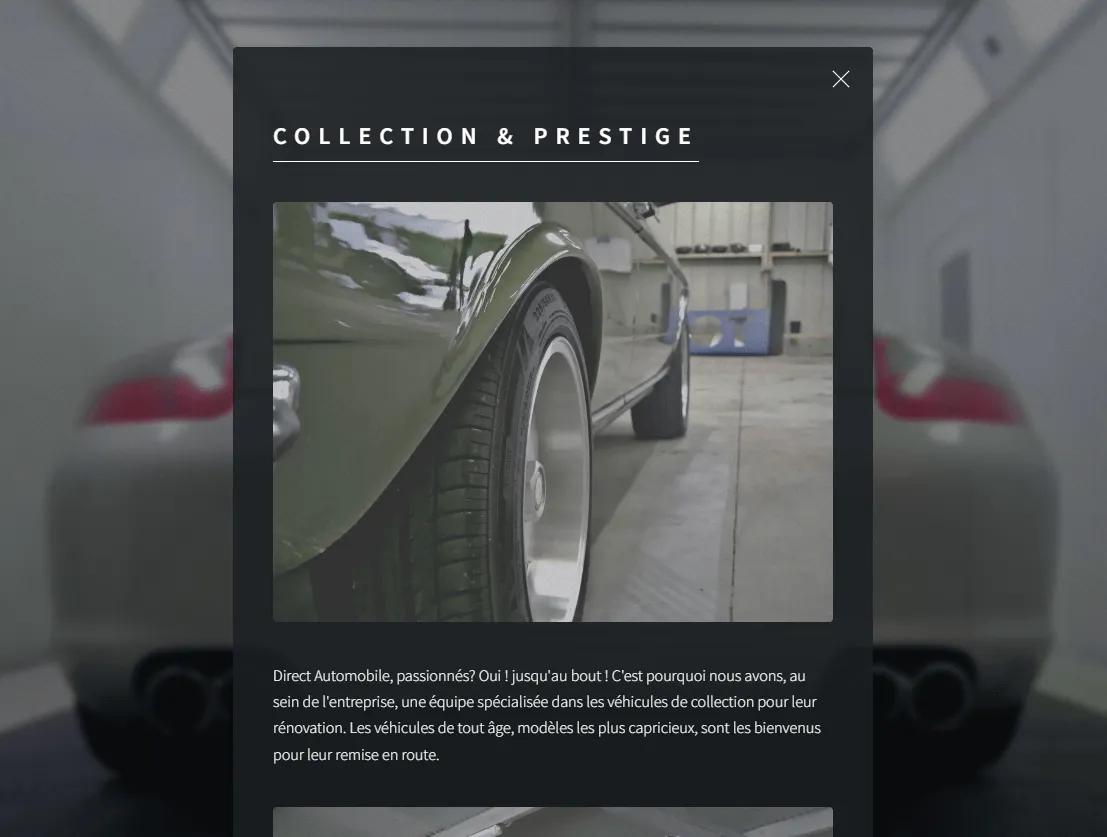 COLLECTION & PRESTIGE
Direct Automobile, passionnés? Oui ! jusqu'au bout ! C'est pourquoi nous avons, au
sein de l'entreprise, une équipe spécialisée dans les véhicules de collection pour leur
rénovation. Les véhicules de tout âge, modèles les plus capricieux, sont les bienvenus
pour leur remise en route.